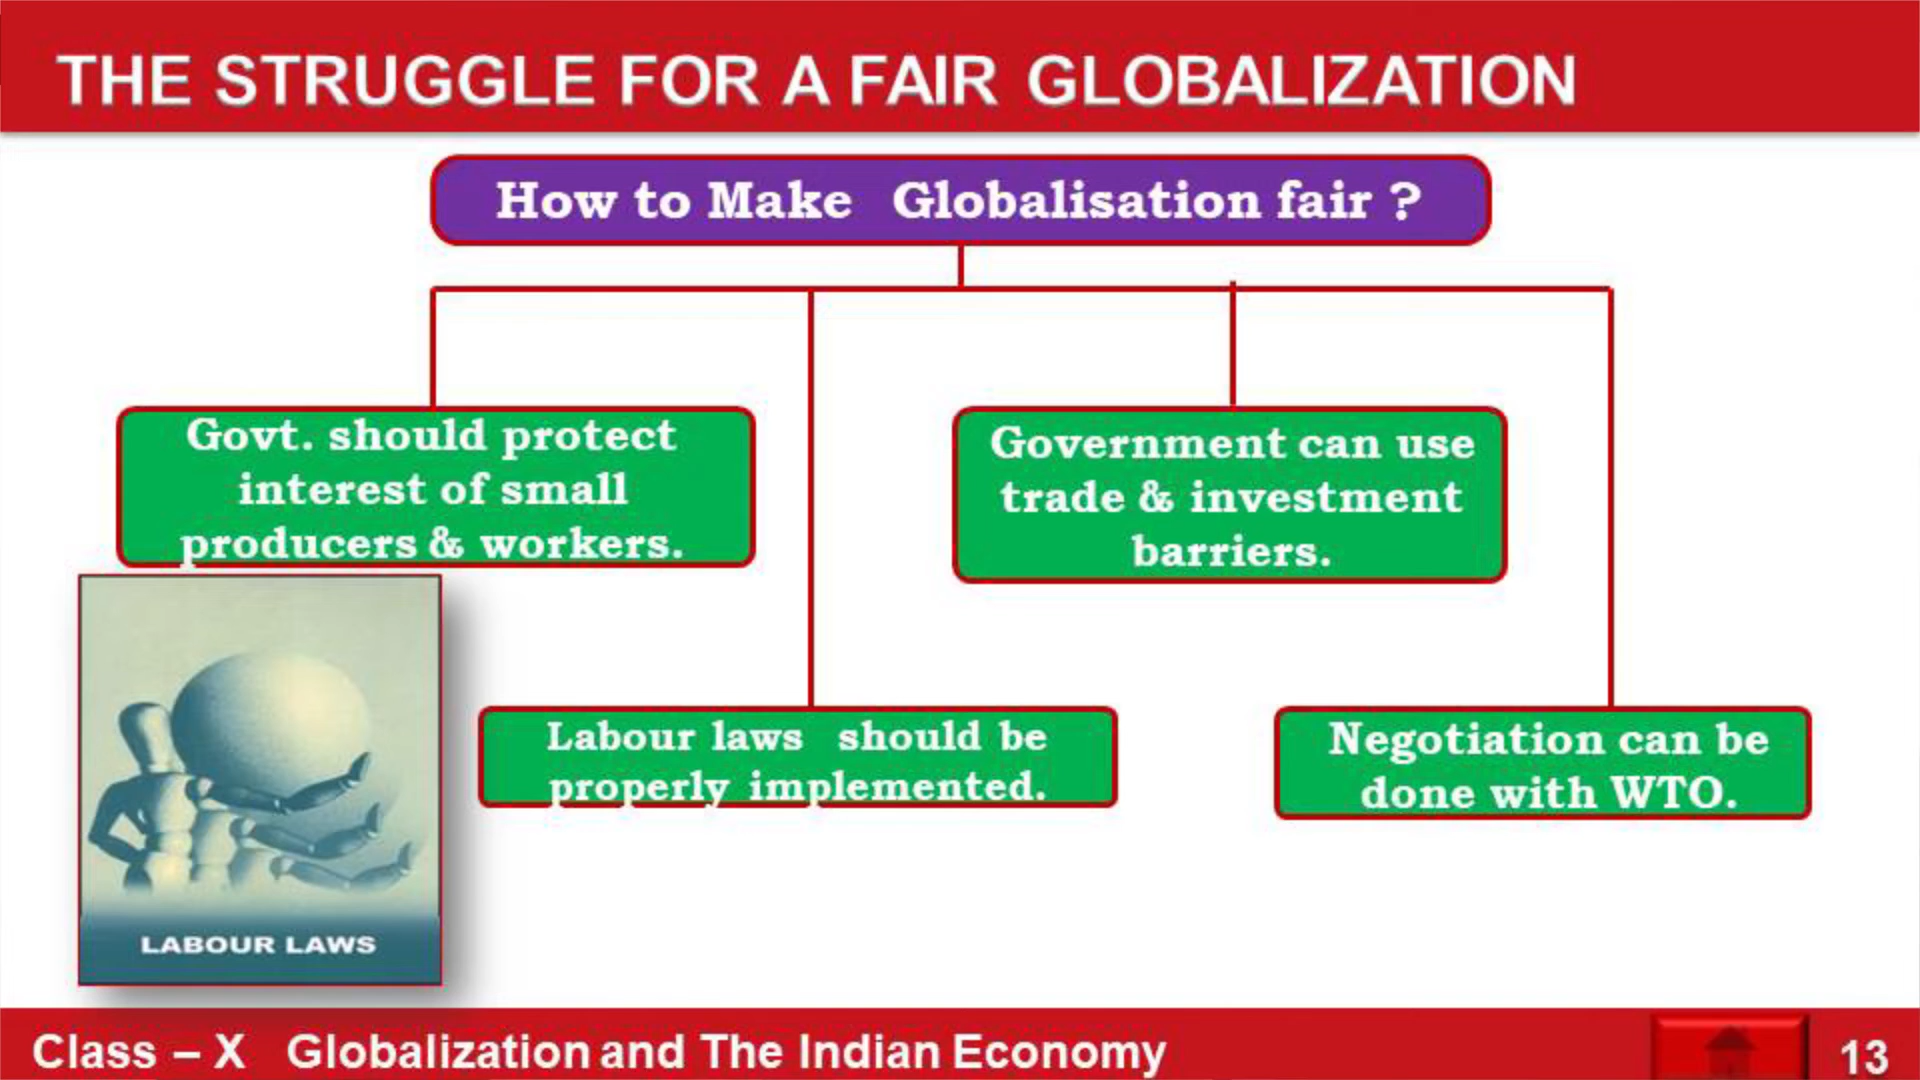 THE STRUGGLE FOR A FAIR GLOBALIZATION
How to Make Globalisation fair ?
Govt. should protect
interest of small
producers & workers.
Government can use
trade & investment
barriers.
Labour laws should be
properly implemented.
Negotiation can be
done with WTO.
LABOUR LAWS
Class – X Globalization and The Indian Economy
13